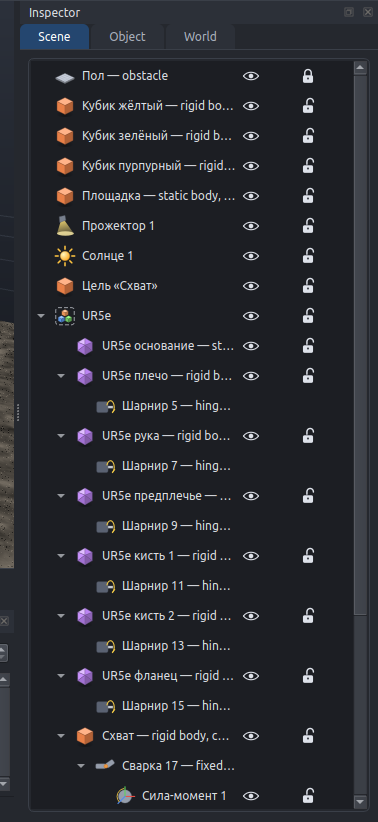 Inspector
Scene Object World
Пол — obstacle
Кубик жёлтый — rigid bo...
Кубик зелёный — rigid b...
Кубик пурпурный — rigid...
Площадка — static body, ...
Прожектор 1
Солнце 1
Цель «Схват»
UR5e
UR5e основание — st...
UR5e плечо — rigid b...
Шарнир 5 — hing...
UR5e рука — rigid bo...
Шарнир 7 — hing...
UR5e предплечье — ...
Шарнир 9 — hing...
UR5e кисть 1 — rigid ...
Шарнир 11 — hin...
UR5e кисть 2 — rigid ...
Шарнир 13 — hin...
UR5e фланец — rigid ...
Шарнир 15 — hin...
Схват — rigid body, c...
Сварка 17 — fixed...
Сила-момент 1